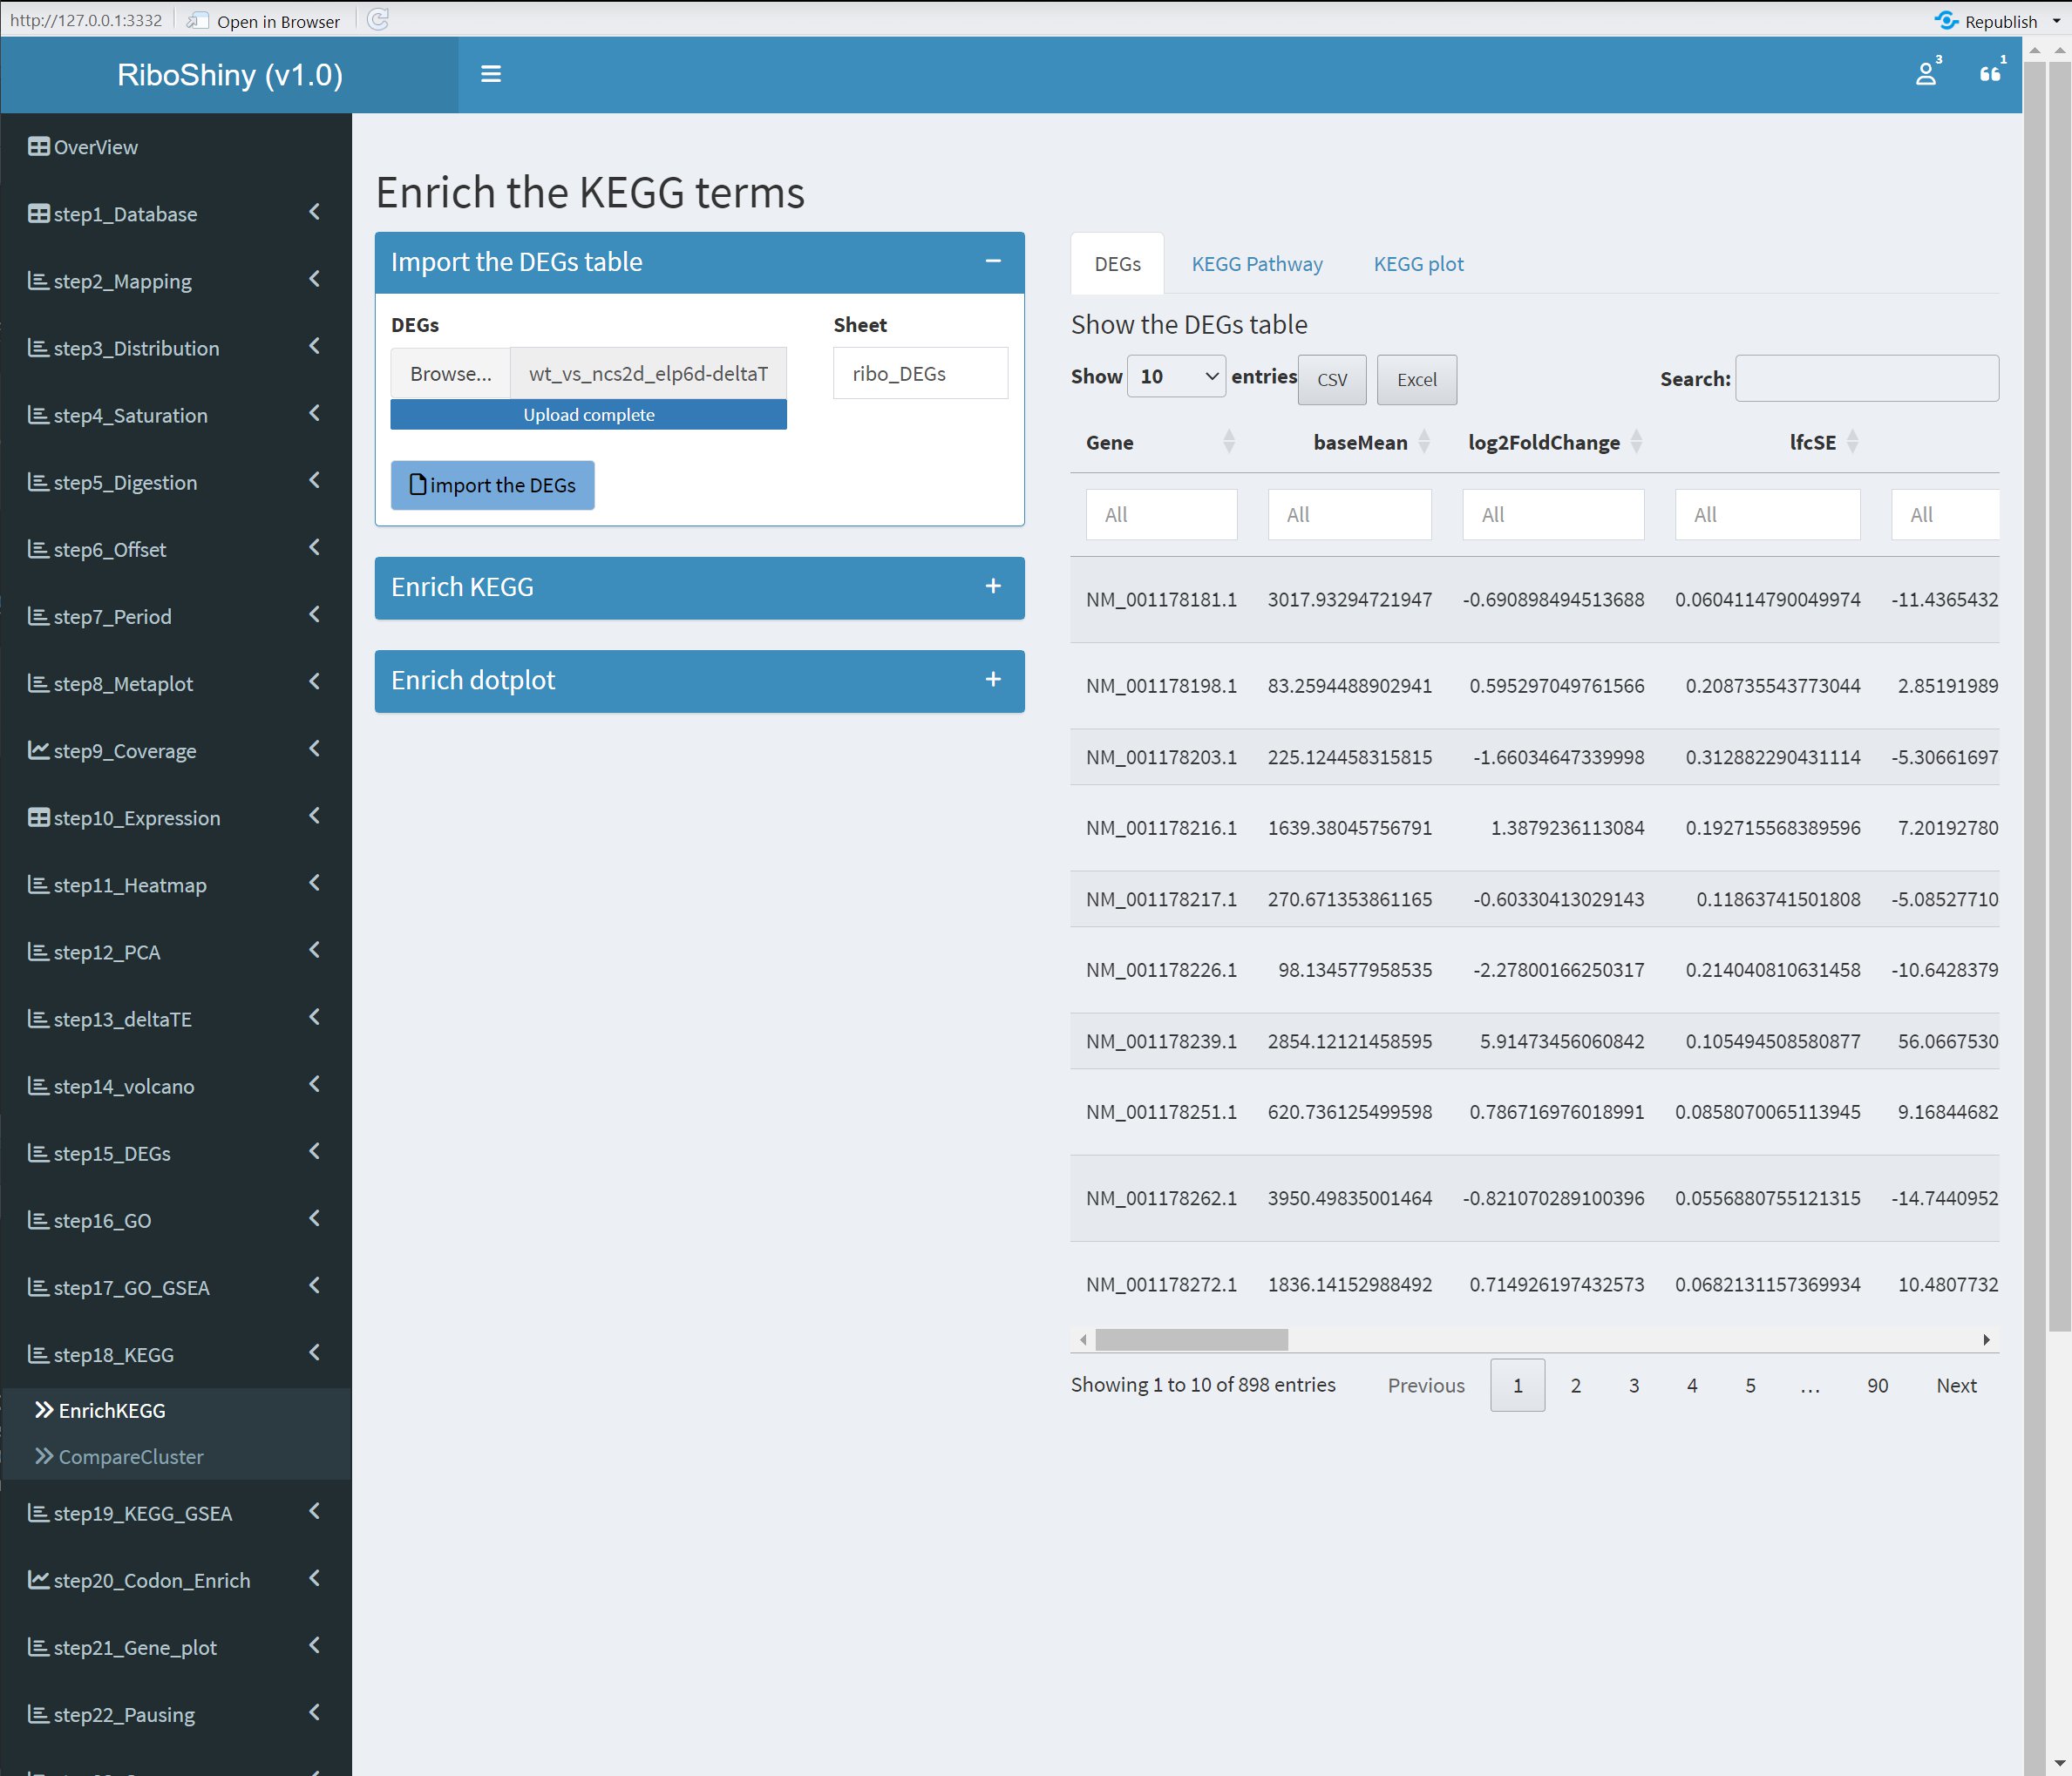 http://127.0.0.1:3332 Open in Browser Republish
RiboShiny (v1.0) 3 1
OverView
step1_Database
step2_Mapping
step3_Distribution
step4_Saturation
step5_Digestion
step6_Offset
step7_Period
step8_Metaplot
step9_Coverage
step10_Expression
step11_Heatmap
step12_PCA
step13_deltaTE
step14_volcano
step15_DEGs
step16_GO
step17_GO_GSEA
step18_KEGG
EnrichKEGG
CompareCluster
step19_KEGG_GSEA
step20_Codon_Enrich
step21_Gene_plot
step22_Pausing
Enrich the KEGG terms
Import the DEGs table
DEGs Sheet
Browse... wt_vs_ncs2d_elp6d-deltaT ribo_DEGs
Upload complete
import the DEGs
Enrich KEGG
Enrich dotplot
DEGs KEGG Pathway KEGG plot
Show the DEGs table
Show 10 entries CSV Excel Search:
Gene baseMean log2FoldChange lfcSE
All All All All All
NM_001178181.1 3017.93294721947 -0.690898494513688 0.0604114790049974 -11.4365432
NM_001178198.1 83.2594488902941 0.595297049761566 0.208735543773044 2.85191989
NM_001178203.1 225.124458315815 -1.66034647339998 0.312882290431114 -5.30661697
NM_001178216.1 1639.38045756791 1.3879236113084 0.192715568389596 7.20192780
NM_001178217.1 270.671353861165 -0.60330413029143 0.11863741501808 -5.08527710
NM_001178226.1 98.134577958535 -2.27800166250317 0.214040810631458 -10.6428379
NM_001178239.1 2854.12121458595 5.91473456060842 0.105494508580877 56.0667530
NM_001178251.1 620.736125499598 0.786716976018991 0.0858070065113945 9.16844682
NM_001178262.1 3950.49835001464 -0.821070289100396 0.0556880755121315 -14.7440952
NM_001178272.1 1836.14152988492 0.714926197432573 0.0682131157369934 10.4807732
Showing 1 to 10 of 898 entries Previous 1 2 3 4 5 … 90 Next